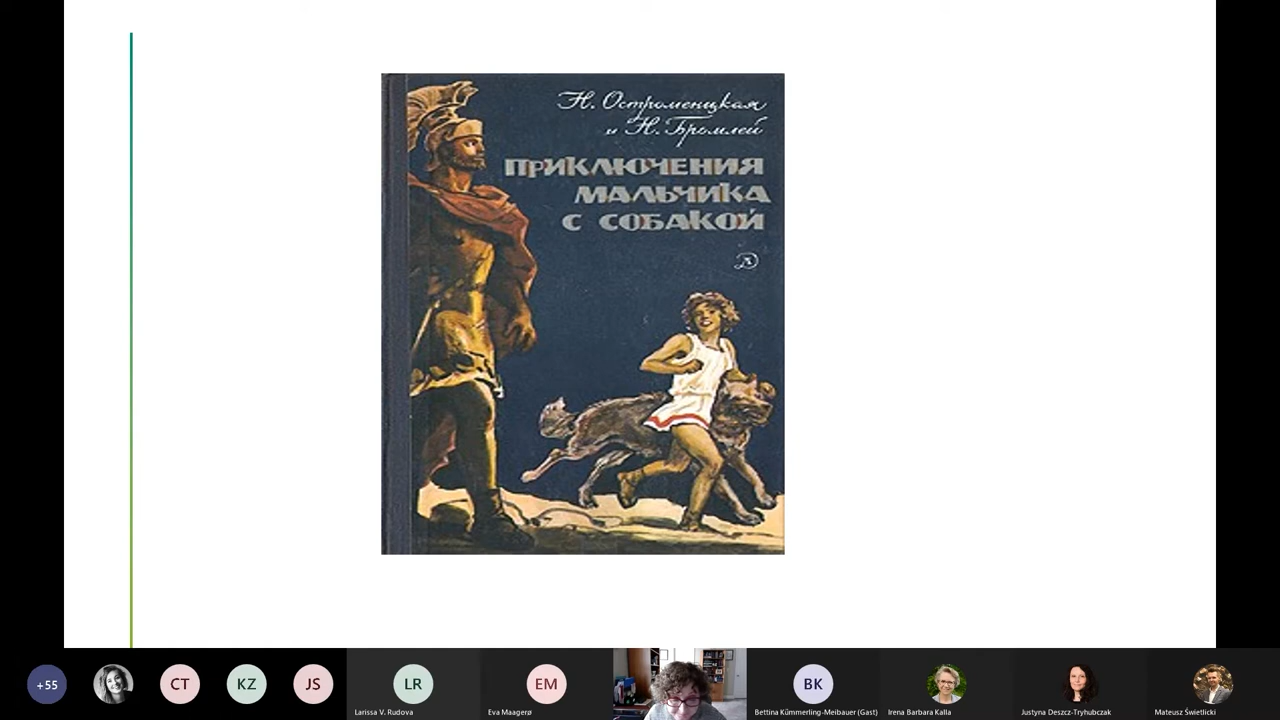 Н. Остроменцкая
и Н. Бромлей
ПРИКЛЮЧЕНИЯ
МАЛЬЧИКА
С СОБАКОЙ
+55
CT
KZ
JS
LR
Larissa V. Rudova
EM
Eva Maagerø
BK
Bettina Kümmerling-Meibauer (Gast)
Irena Barbara Kalla
Justyna Deszcz-Tryhubczak
Mateusz Świetlicki